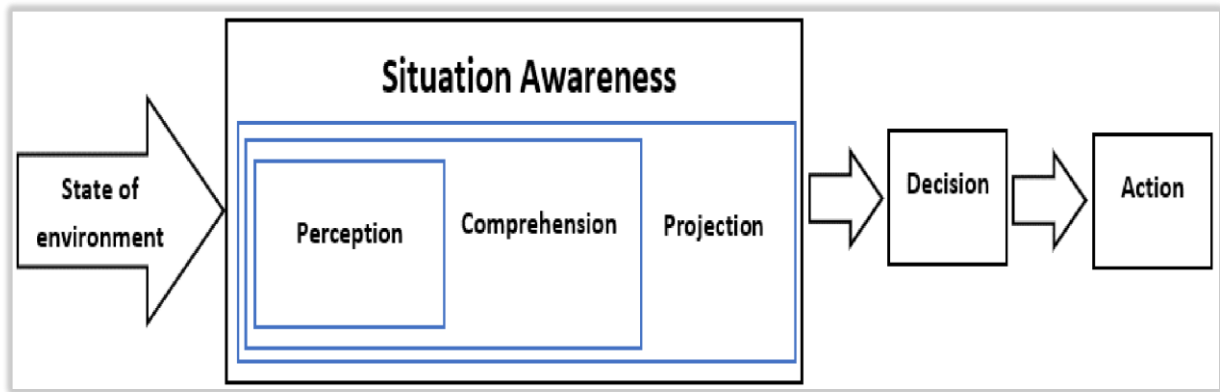 Situation Awareness
State of
environment
Perception
Comprehension
Projection
Decision
Action